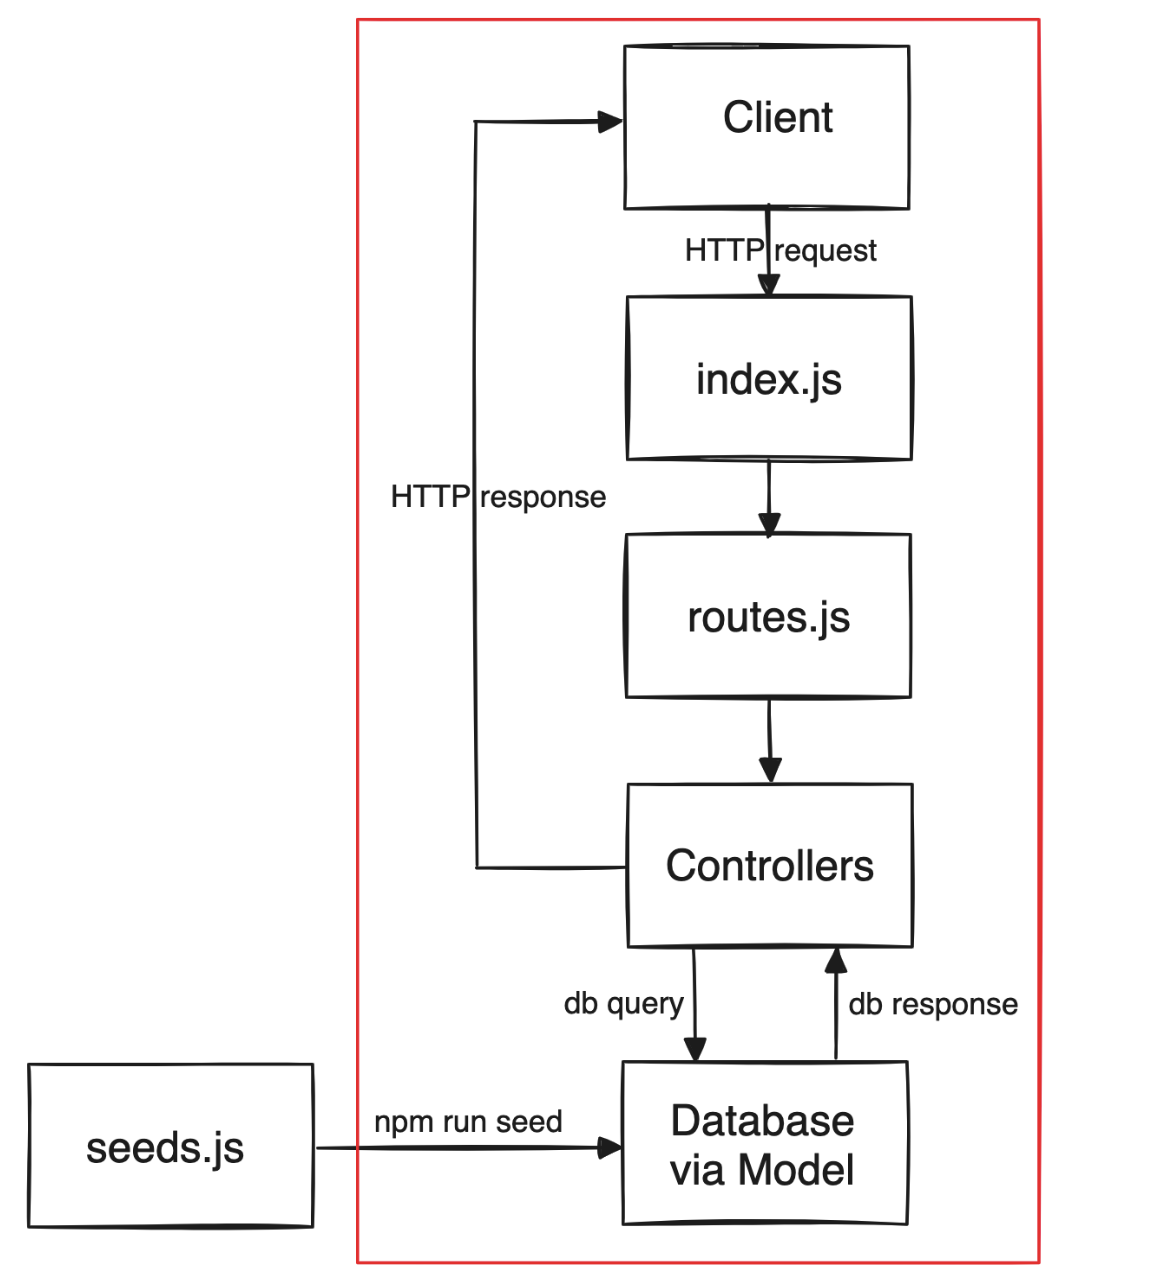 Client
HTTP request
index.js
HTTP response
routes.js
Controllers
db query
db response
seeds.js
npm run seed
Database
via Model